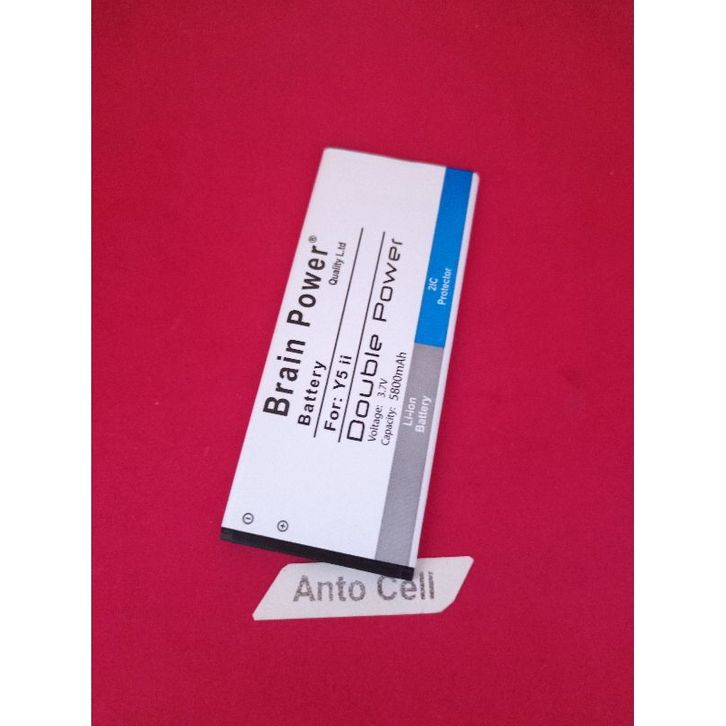 Brain Power®
Quality Ltd
Battery
For: Y5 ii
Double Power
Voltage: 3.7V
Capacity: 5800mAh
Li-Ion
Battery
2IC
Protector
Anto Cell